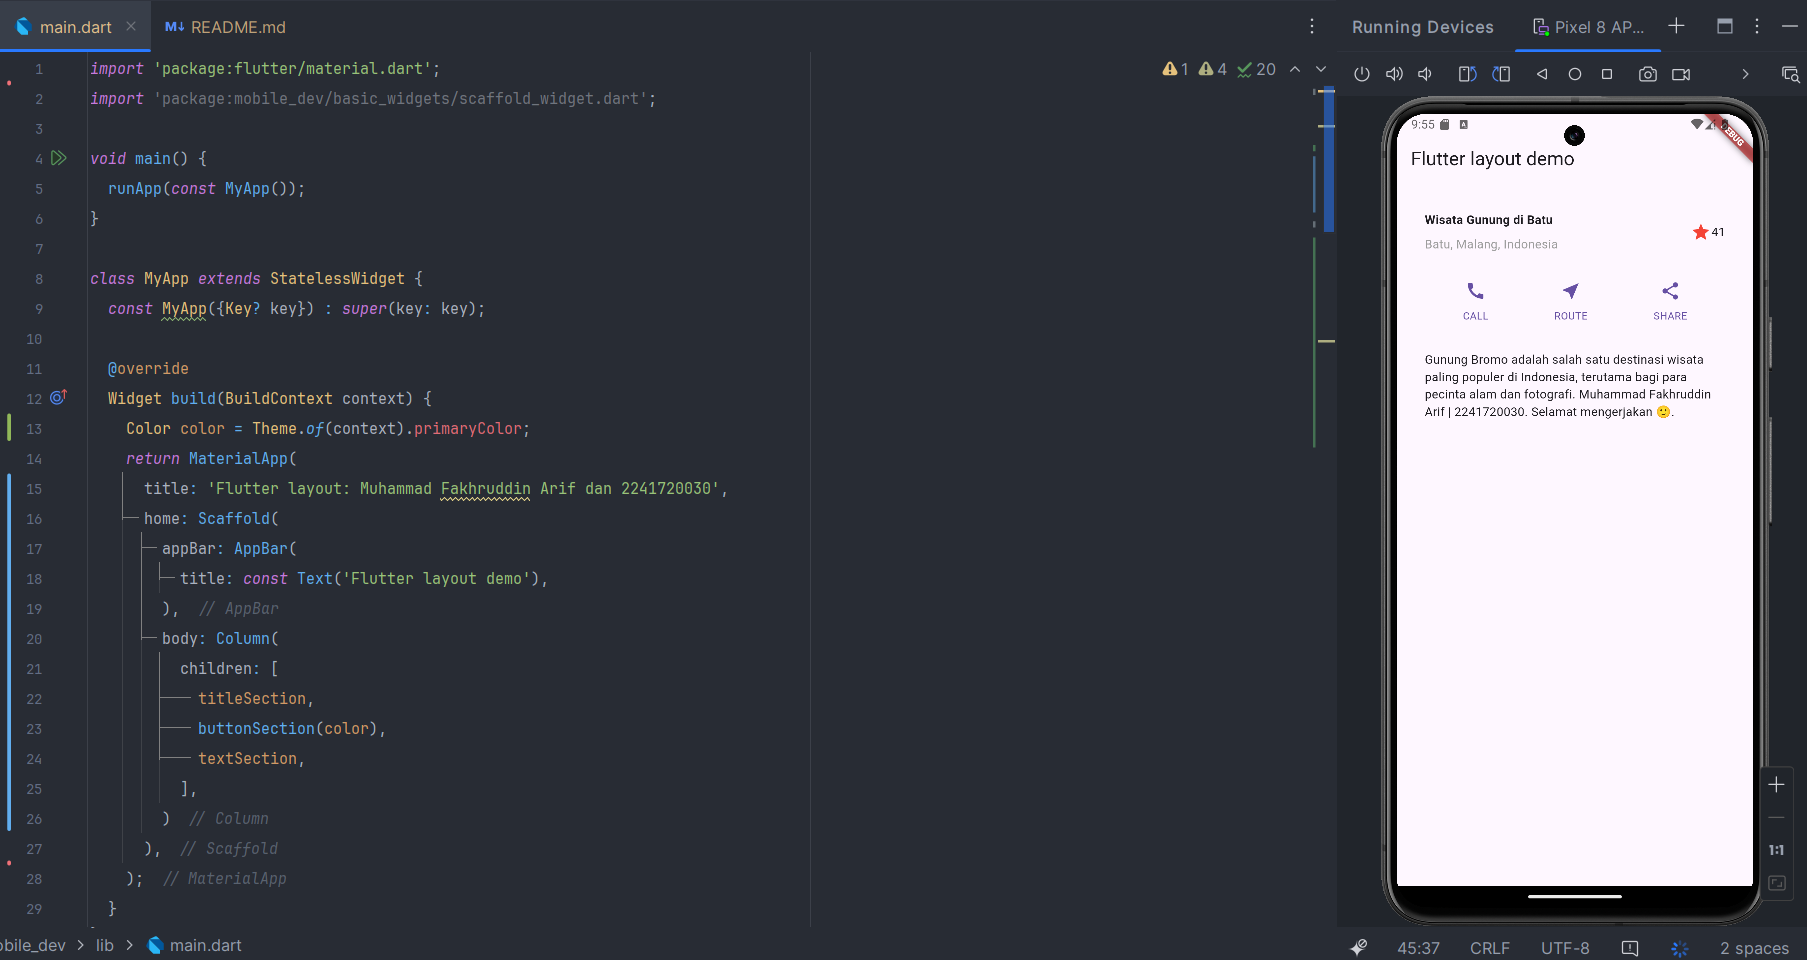 main.dart
M↓ README.md
1 import 'package:flutter/material.dart';
2 import 'package:mobile_dev/basic_widgets/scaffold_widget.dart';
3
4 void main() {
5 runApp(const MyApp());
6 }
7
8 class MyApp extends StatelessWidget {
9 const MyApp({Key? key}) : super(key: key);
10
11 @override
12 Widget build(BuildContext context) {
13 Color color = Theme.of(context).primaryColor;
14 return MaterialApp(
15 title: 'Flutter layout: Muhammad Fakhruddin Arif dan 2241720030',
16 home: Scaffold(
17 appBar: AppBar(
18 title: const Text('Flutter layout demo'),
19 ), // AppBar
20 body: Column(
21 children: [
22 titleSection,
23 buttonSection(color),
24 textSection,
25 ],
26 ) // Column
27 ), // Scaffold
28 ); // MaterialApp
29 }
1 4 20
obile_dev > lib > main.dart
Running Devices
Pixel 8 AP...
9:55
Flutter layout demo
Wisata Gunung di Batu
Batu, Malang, Indonesia
41
CALL ROUTE SHARE
Gunung Bromo adalah salah satu destinasi wisata
paling populer di Indonesia, terutama bagi para
pecinta alam dan fotografi. Muhammad Fakhruddin
Arif | 2241720030. Selamat mengerjakan 🙂.
1:1
45:37 CRLF UTF-8 2 spaces